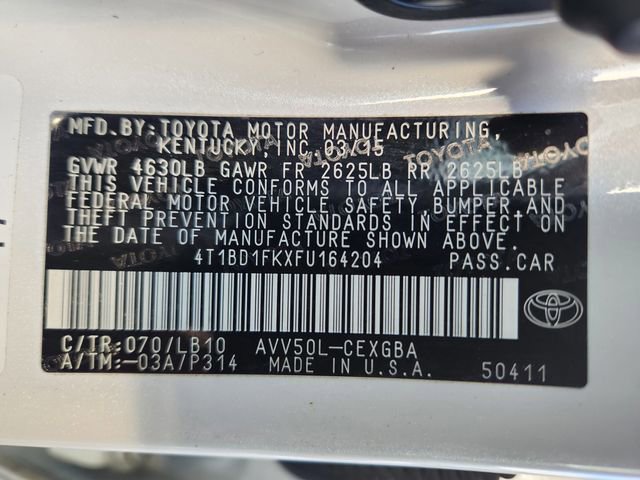 MFD.BY:TOYOTA MOTOR MANUFACTURING,
KENTUCKY, INC 03/15
GVWR 4630LB GAWR FR 2625LB RR 2625LB
THIS VEHICLE CONFORMS TO ALL APPLICABLE
FEDERAL MOTOR VEHICLE SAFETY,BUMPER,AND
THEFT PREVENTION STANDARDS IN EFFECT ON
THE DATE OF MANUFACTURE SHOWN ABOVE.
4T1BD1FKXFU164204 PASS.CAR
C/TR:070/LB10 AVV50L-CEXGBA
A/TM:-03A/P314 MADE IN U.S.A. 50411